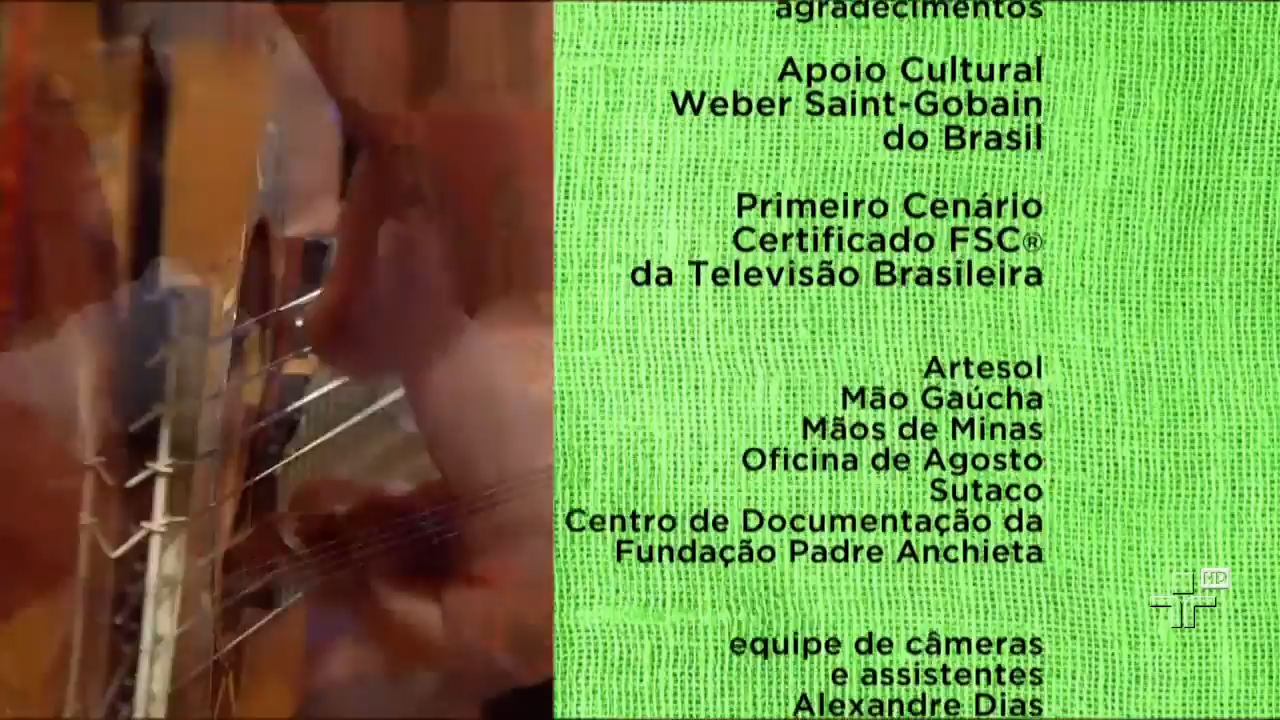 agradecimentos
Apoio Cultural
Weber Saint-Gobain
do Brasil
Primeiro Cenário
Certificado FSC®
da Televisão Brasileira
Artesol
Mão Gaúcha
Mãos de Minas
Oficina de Agosto
Sutaco
Centro de Documentação da
Fundação Padre Anchieta
HD
equipe de câmeras
e assistentes
Alexandre Dias